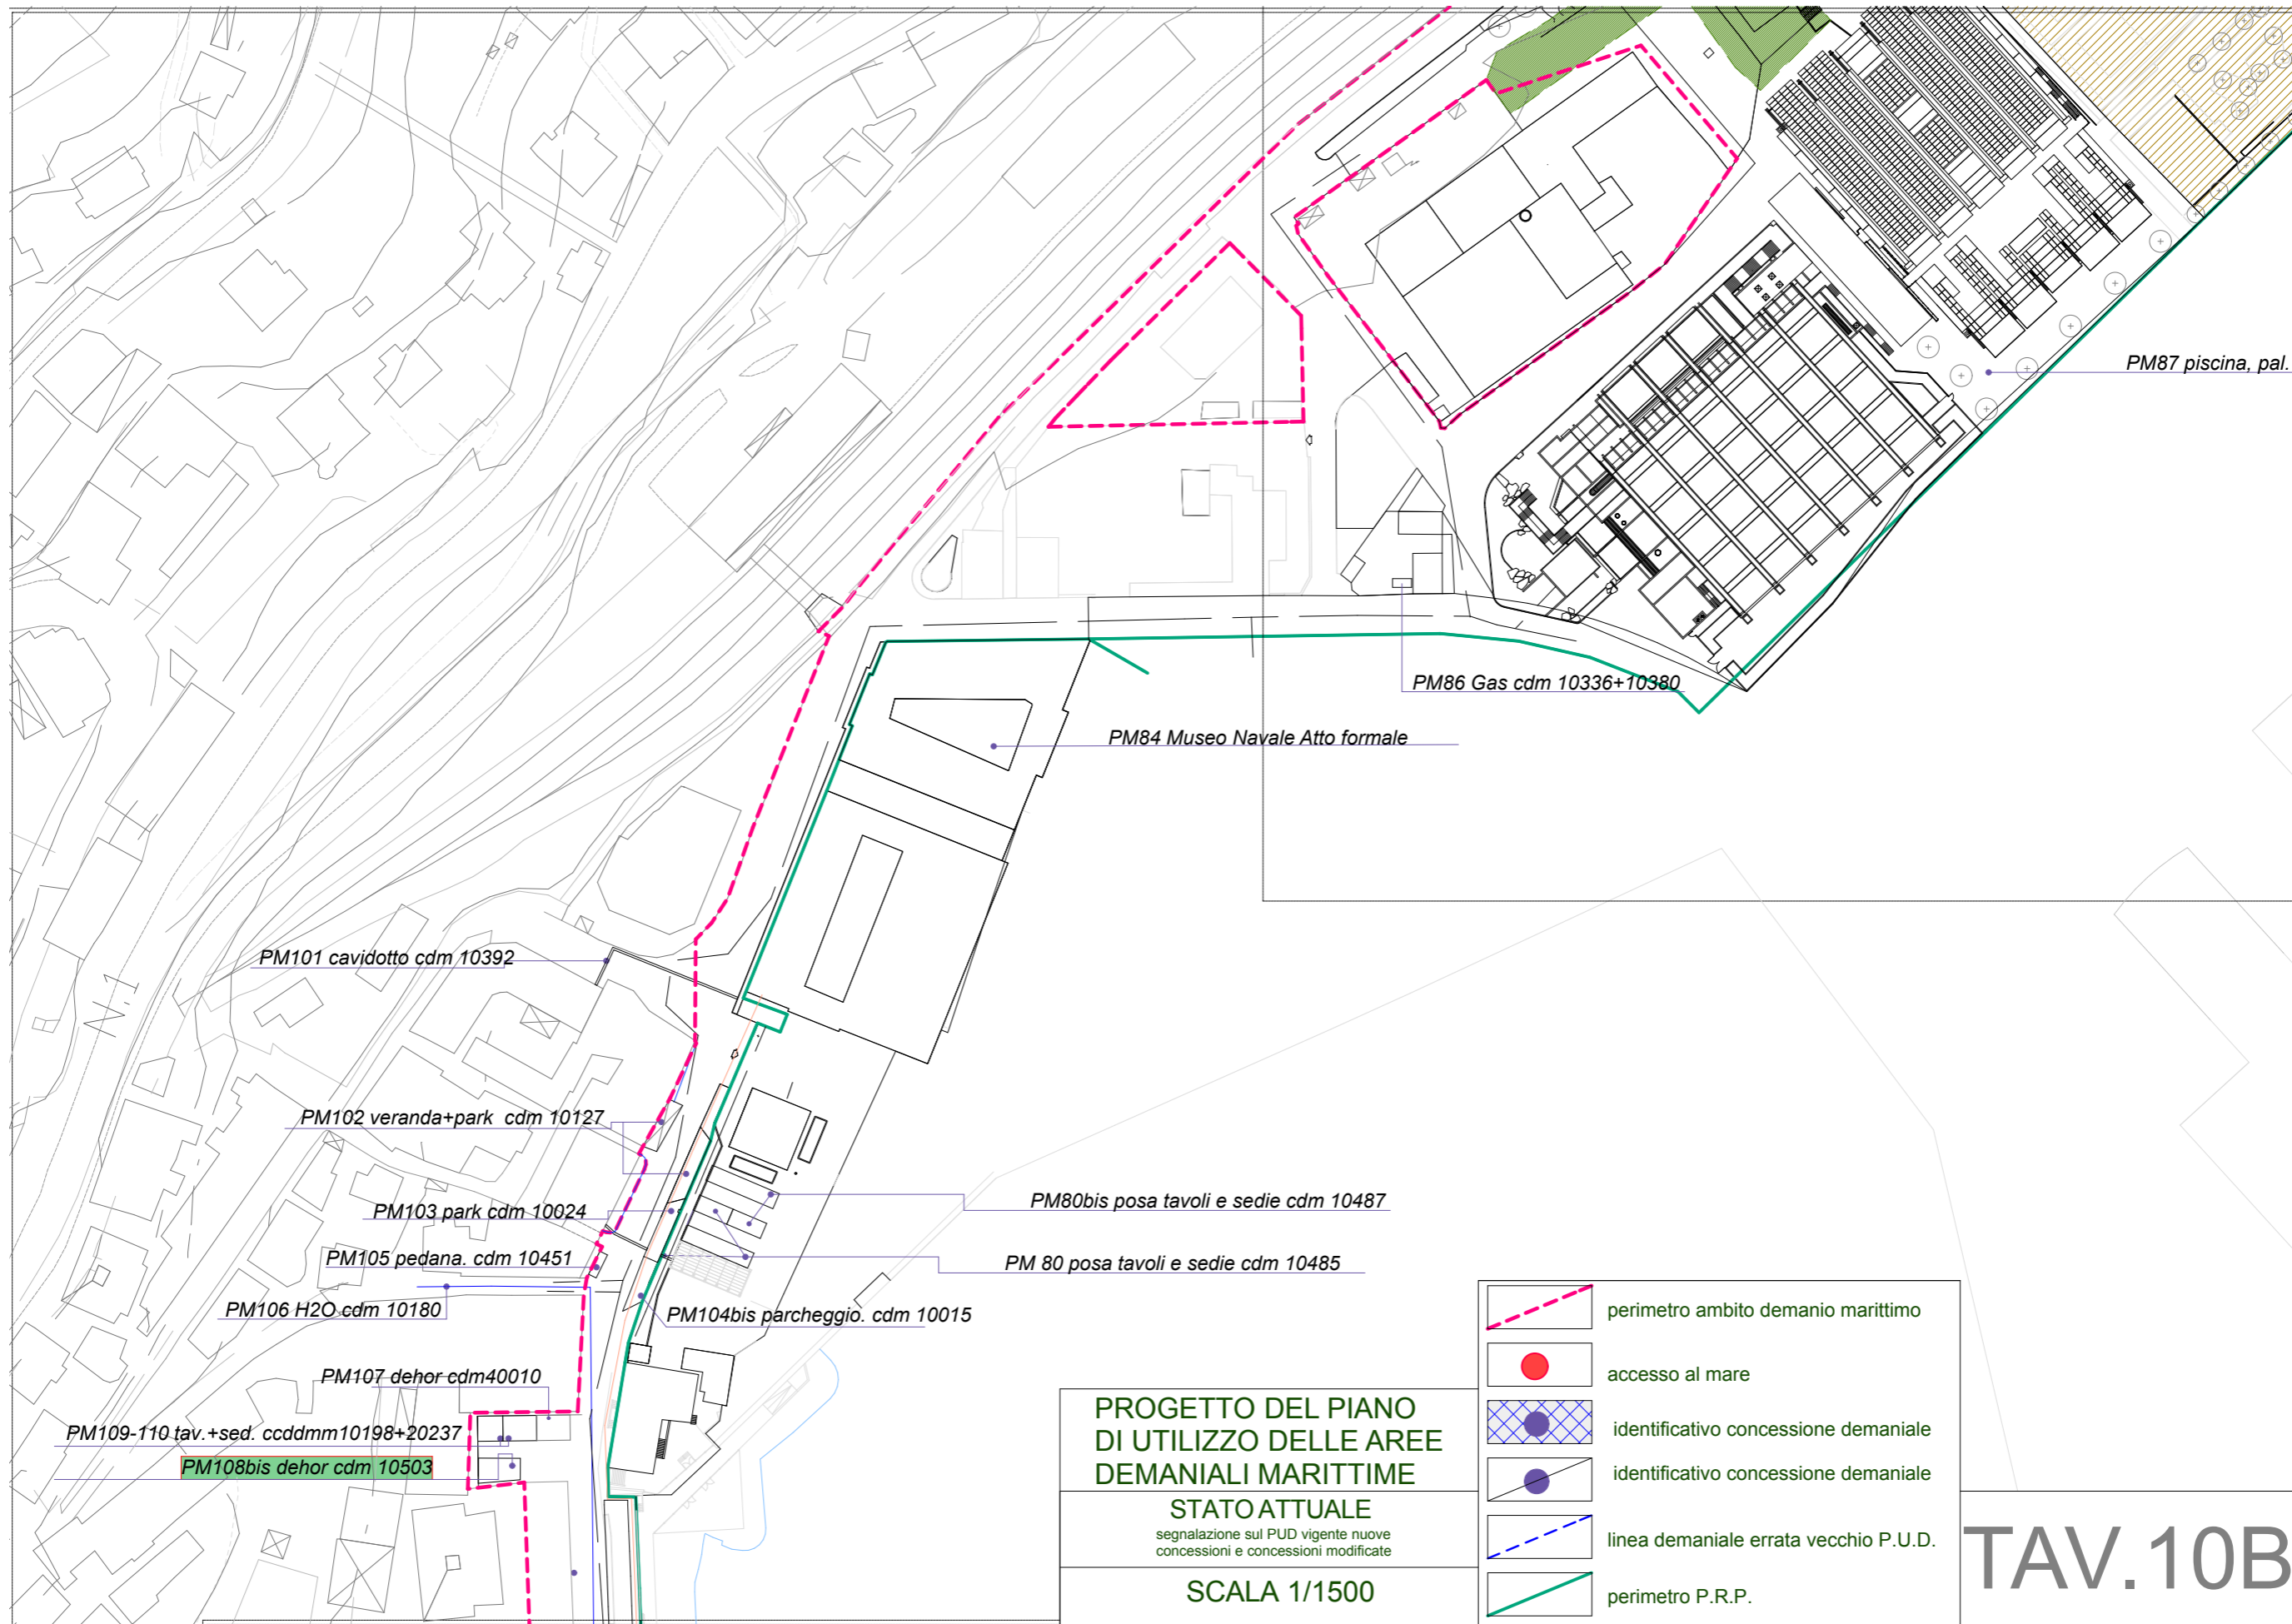 PM87 piscina, pal.
PM86 Gas cdm 10336+10380
PM84 Museo Navale Atto formale
PM101 cavidotto cdm 10392
PM102 veranda+park cdm 10127
PM103 park cdm 10024
PM80bis posa tavoli e sedie cdm 10487
PM105 pedana. cdm 10451
PM 80 posa tavoli e sedie cdm 10485
PM106 H2O cdm 10180
PM104bis parcheggio. cdm 10015
PM107 dehor cdm40010
PM109-110 tav.+sed. ccddmm10198+20237
PM108bis dehor cdm 10503
PROGETTO DEL PIANO
DI UTILIZZO DELLE AREE
DEMANIALI MARITTIME
STATO ATTUALE
segnalazione sul PUD vigente nuove
concessioni e concessioni modificate
SCALA 1/1500
perimetro ambito demanio marittimo
accesso al mare
identificativo concessione demaniale
identificativo concessione demaniale
linea demaniale errata vecchio P.U.D.
perimetro P.R.P.
TAV.10B